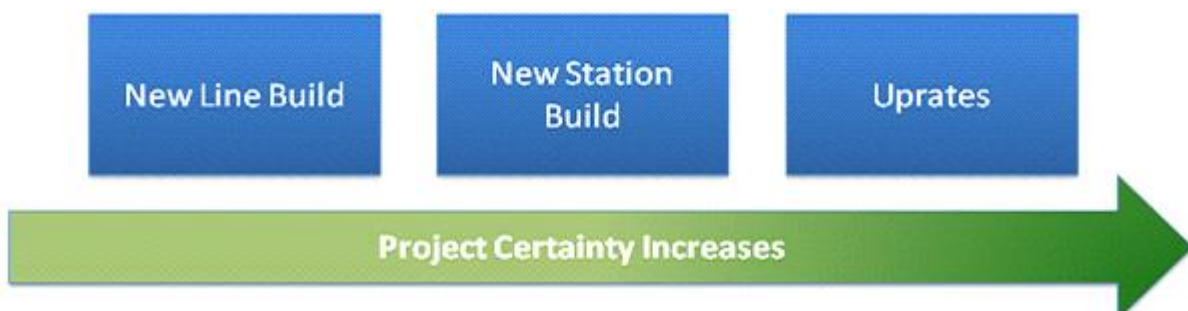 New Line Build
New Station
Build
Uprates
Project Certainty Increases